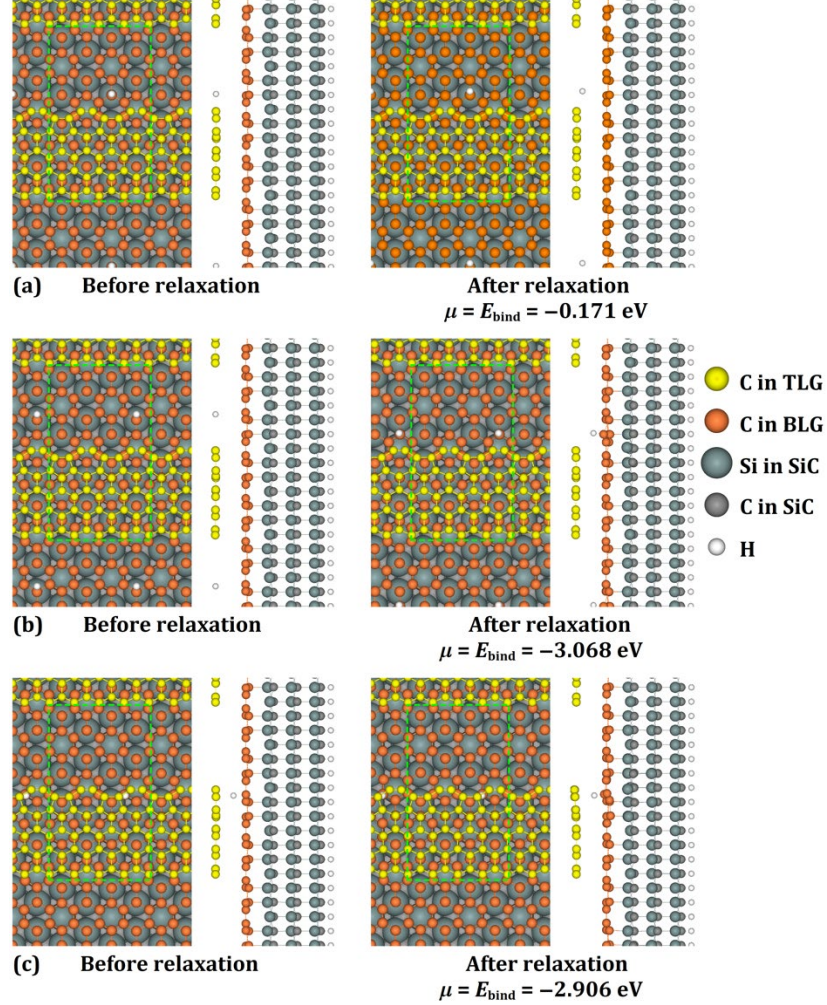 (a) Before relaxation After relaxation
μ = E_bind = −0.171 eV
C in TLG
C in BLG
Si in SiC
C in SiC
H
(b) Before relaxation After relaxation
μ = E_bind = −3.068 eV
(c) Before relaxation After relaxation
μ = E_bind = −2.906 eV